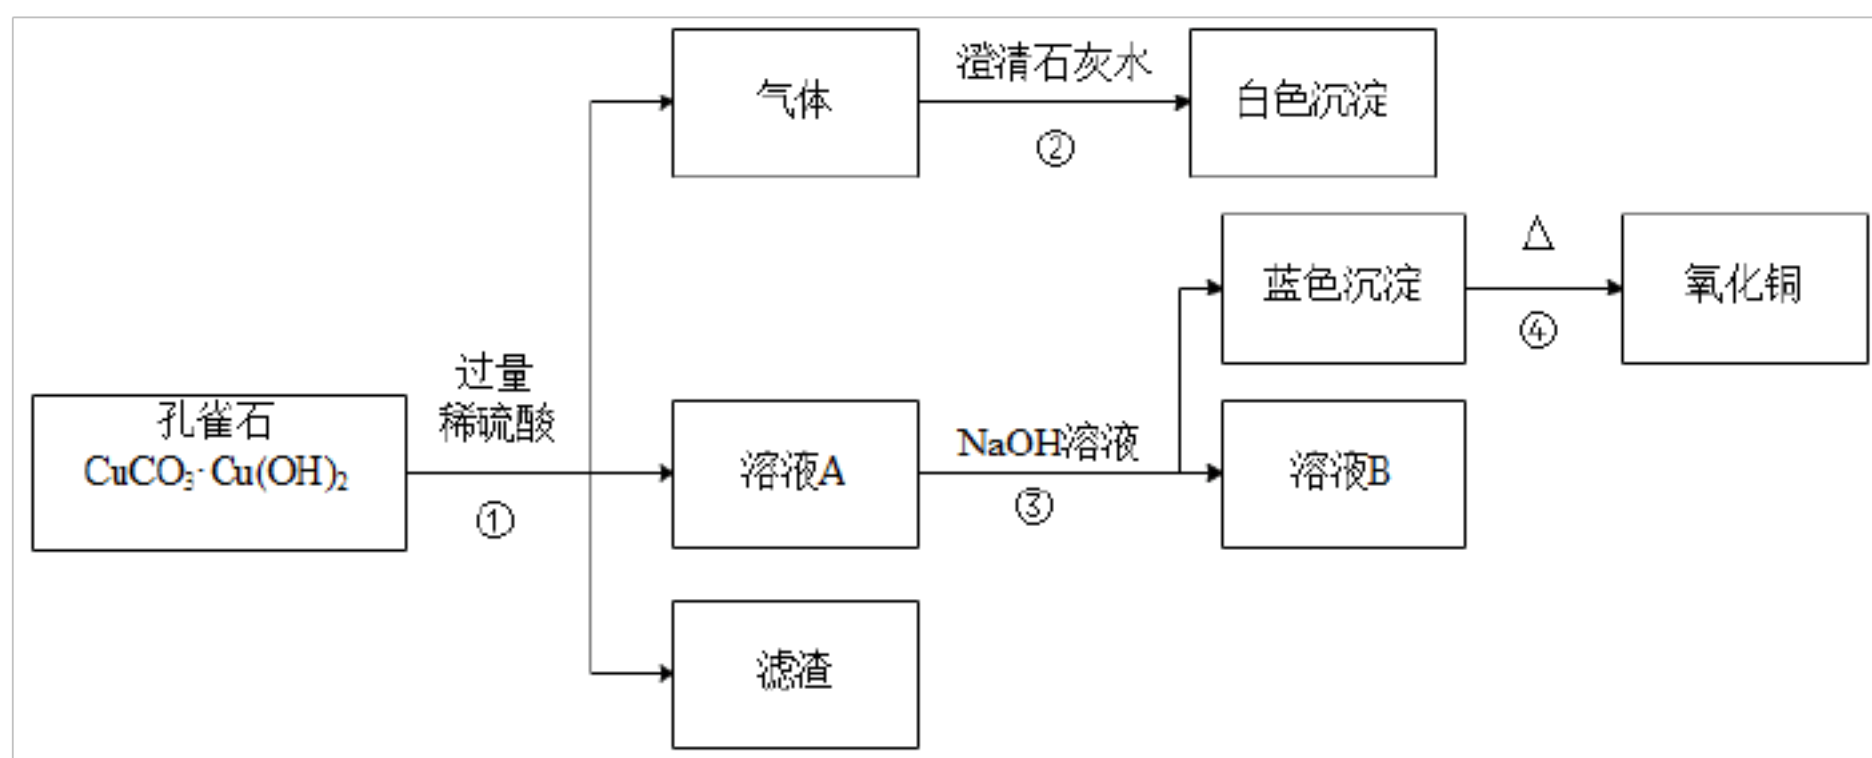 气体
澄清石灰水
②
白色沉淀
蓝色沉淀
△
④
氧化铜
孔雀石
CuCO₃·Cu(OH)₂
过量
稀硫酸
①
溶液A
NaOH溶液
③
溶液B
滤渣